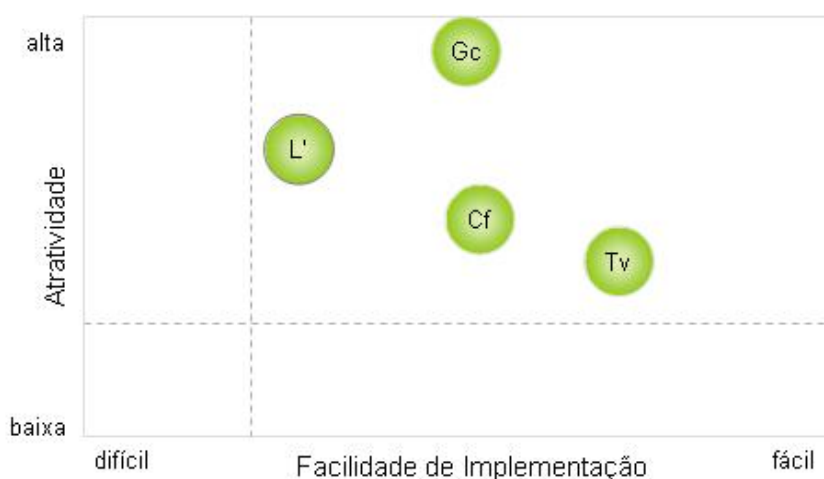 alta
Gc
L'
Cf
Tv
Atratividade
baixa
difícil
Facilidade de Implementação
fácil